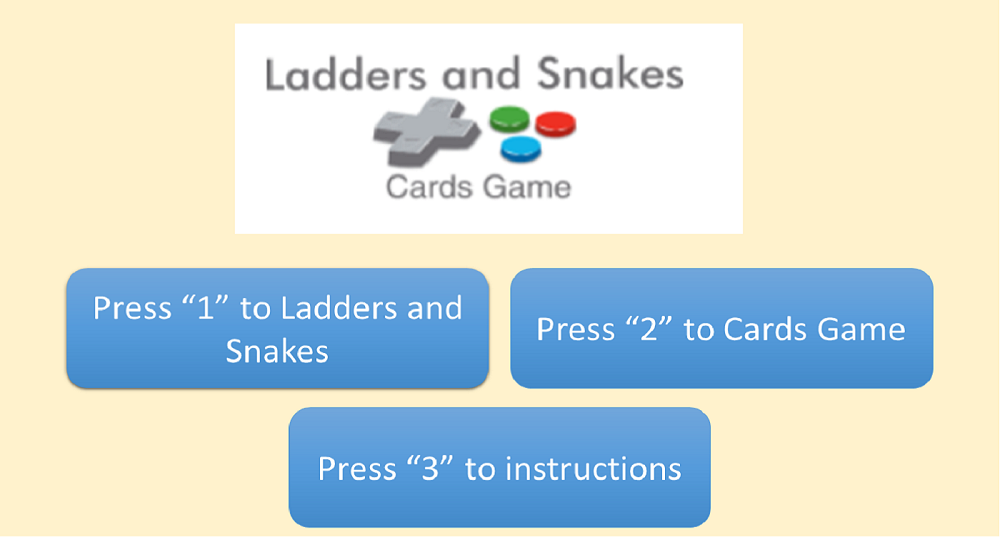 Ladders and Snakes
Cards Game
Press “1” to Ladders and
Snakes
Press “2” to Cards Game
Press “3” to instructions